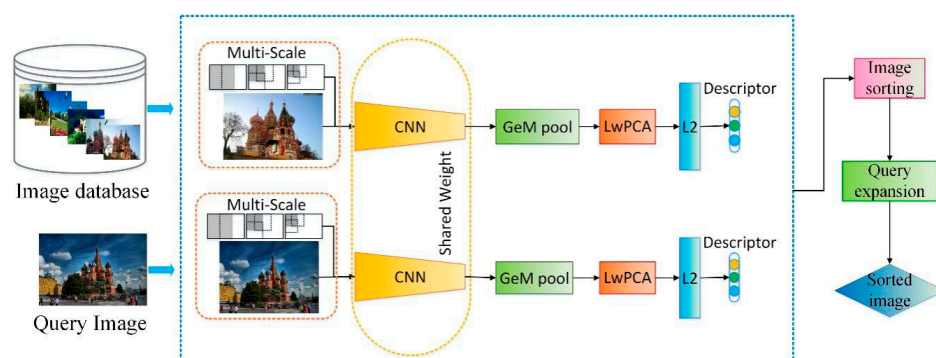 Image database
Query Image
Multi-Scale
CNN
GeM pool
LwPCA
L2
Descriptor
Shared Weight
Multi-Scale
CNN
GeM pool
LwPCA
L2
Descriptor
Image
sorting
Query
expansion
Sorted
image